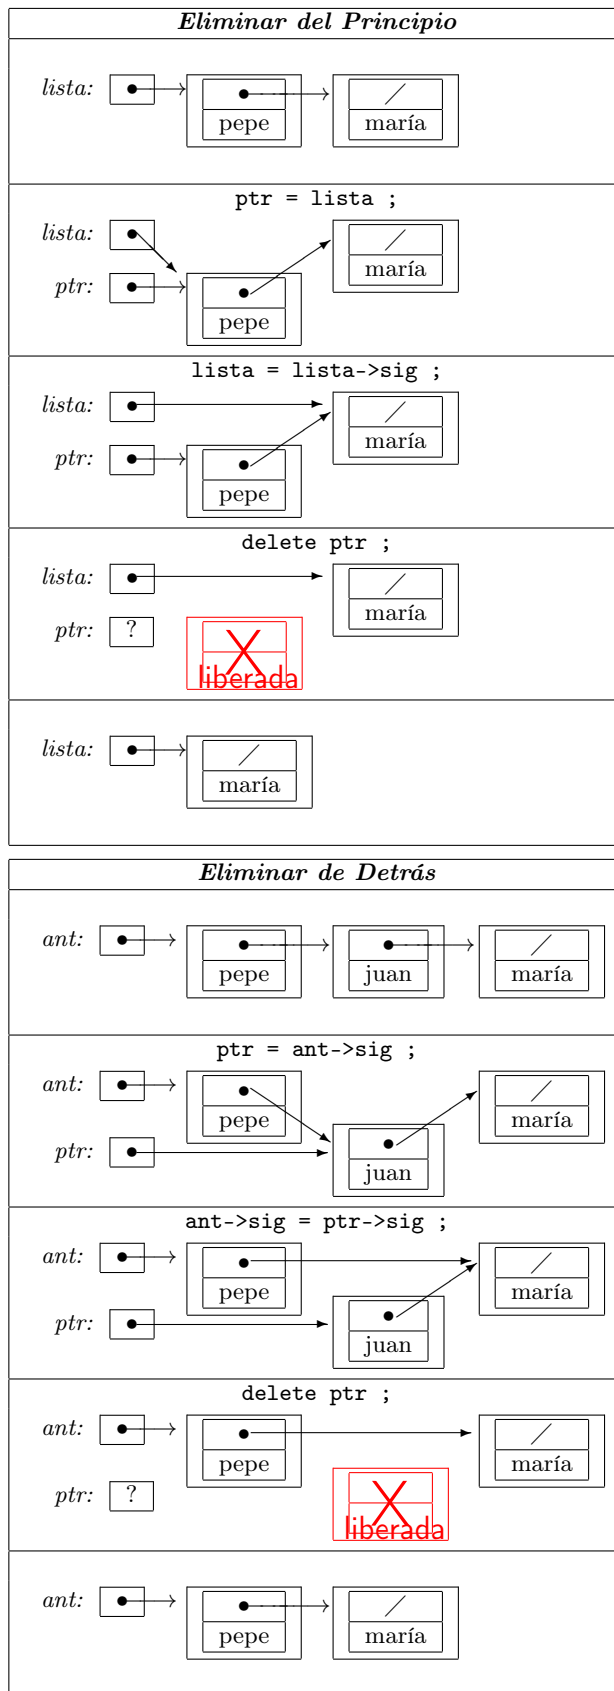 Eliminar del Principio
lista:
pepe
maría
ptr = lista ;
lista:
maría
ptr:
pepe
lista = lista->sig ;
lista:
maría
ptr:
pepe
delete ptr ;
lista:
maría
ptr: ?
X
liberada
lista:
maría
Eliminar de Detrás
ant:
pepe juan maría
ptr = ant->sig ;
ant:
pepe maría
ptr:
juan
ant->sig = ptr->sig ;
ant:
pepe maría
ptr:
juan
delete ptr ;
ant:
pepe maría
ptr: ?
X
liberada
ant:
pepe maría